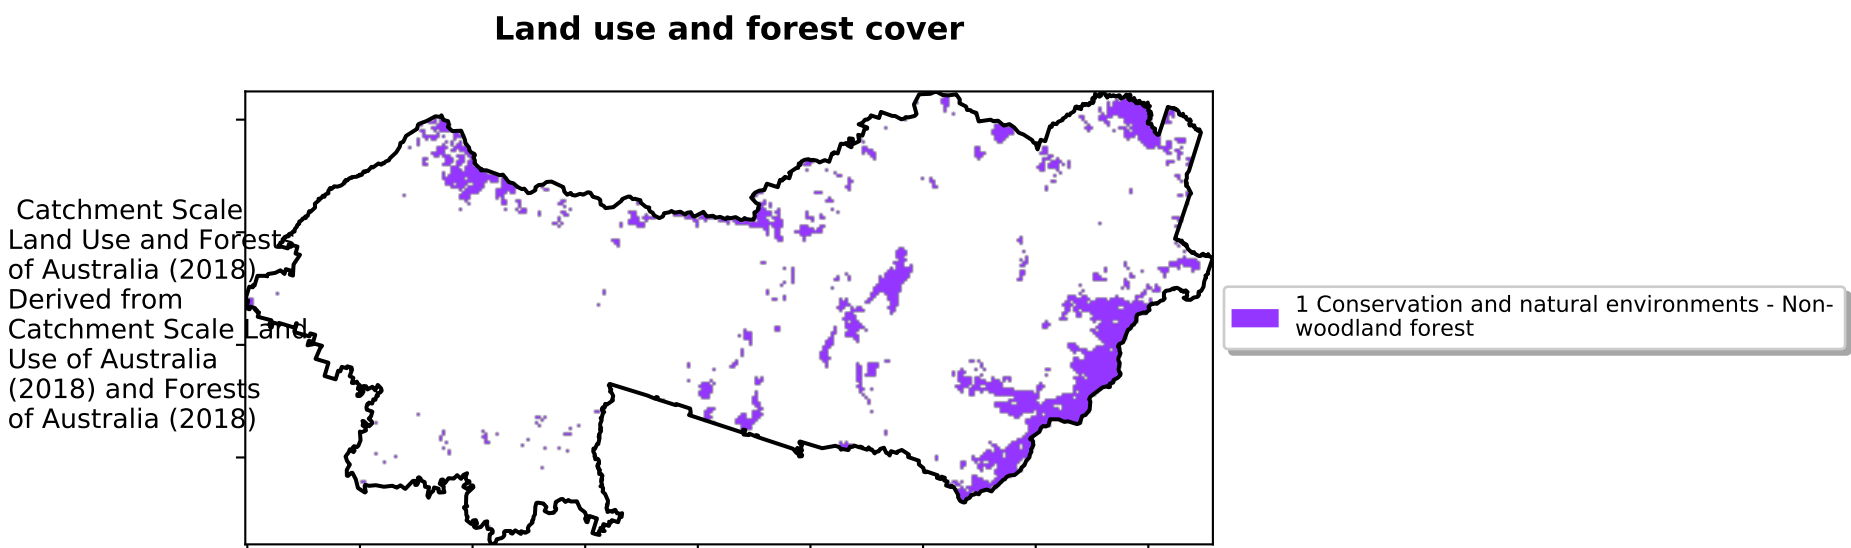 Land use and forest cover
Catchment Scale
Land Use and Forests
of Australia (2018)
Derived from
Catchment Scale Land
Use of Australia
(2018) and Forests
of Australia (2018)
1 Conservation and natural environments - Non-
woodland forest